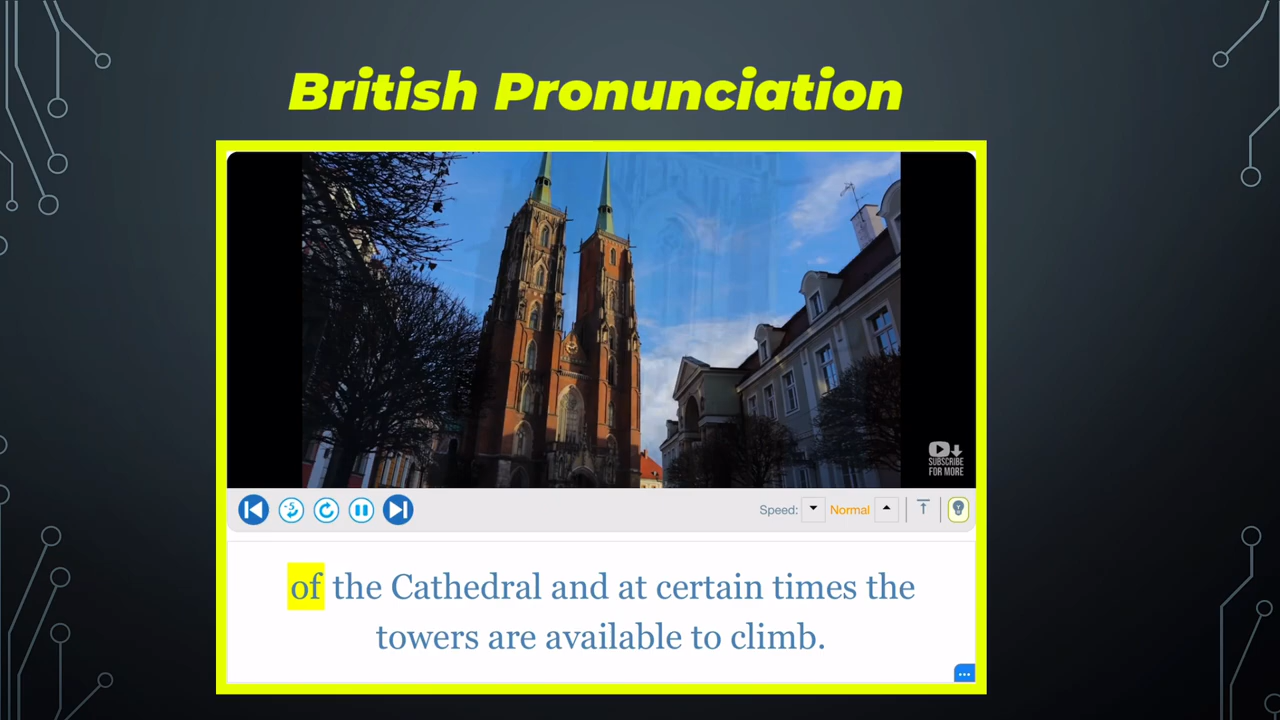 British Pronunciation
SUBSCRIBE
FOR MORE
-5
Speed: Normal
of the Cathedral and at certain times the
towers are available to climb.